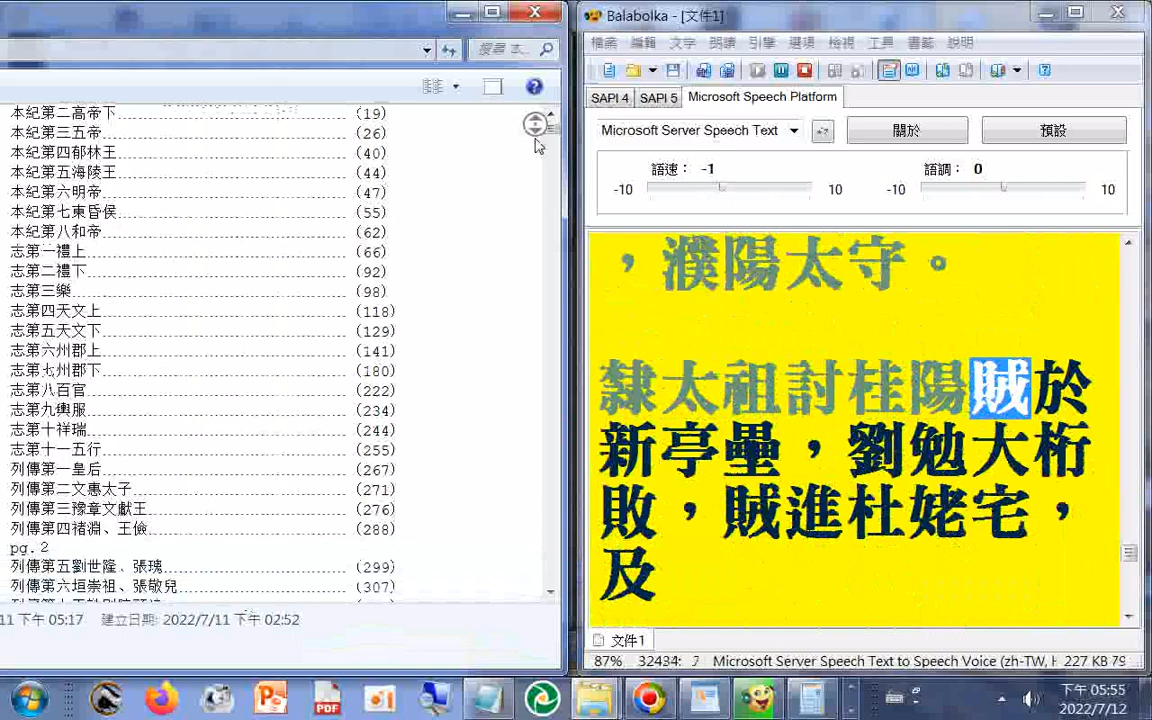 搜尋 本...
本紀第二高帝下 (19)
本紀第三五帝 (26)
本紀第四郁林王 (40)
本紀第五海陵王 (44)
本紀第六明帝 (47)
本紀第七東昏侯 (55)
本紀第八和帝 (62)
志第一禮上 (66)
志第二禮下 (92)
志第三樂 (98)
志第四天文上 (118)
志第五天文下 (129)
志第六州郡上 (141)
志第七州郡下 (180)
志第八百官 (222)
志第九輿服 (234)
志第十祥瑞 (244)
志第十一五行 (255)
列傳第一皇后 (267)
列傳第二文惠太子 (271)
列傳第三豫章文獻王 (276)
列傳第四褚淵、王儉 (288)
pg. 2
列傳第五劉世隆、張瑰 (299)
列傳第六垣崇祖、張敬兒 (307)
11 下午 05:17 建立日期: 2022/7/11 下午 02:52
Balabolka - [文件1]
檔案 編輯 文字 朗讀 引擎 選項 檢視 工具 書籤 說明
SAPI 4 SAPI 5 Microsoft Speech Platform
Microsoft Server Speech Text 關於 預設
語速： -1 語調： 0
-10 10 -10 10
，濮陽太守。
隸太祖討桂陽賊於
新亭壘，劉勉大桁
敗，賊進杜姥宅，
及
文件1
87% 32434: 7 Microsoft Server Speech Text to Speech Voice (zh-TW, H 227 KB 79
PDF
下午 05:55
2022/7/12